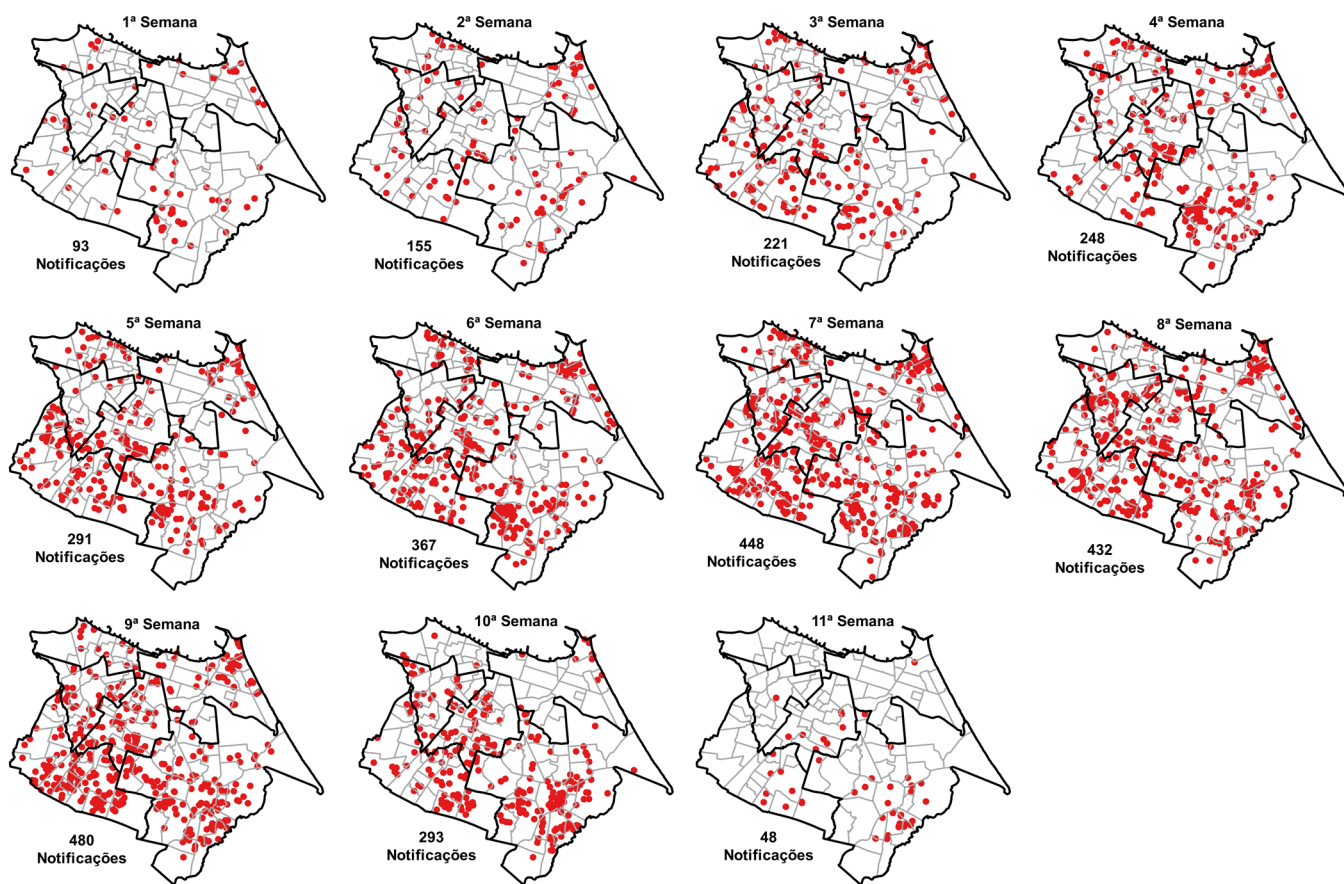 1ª Semana
93
Notificações
2ª Semana
155
Notificações
3ª Semana
221
Notificações
4ª Semana
248
Notificações
5ª Semana
291
Notificações
6ª Semana
367
Notificações
7ª Semana
448
Notificações
8ª Semana
432
Notificações
9ª Semana
480
Notificações
10ª Semana
293
Notificações
11ª Semana
48
Notificações